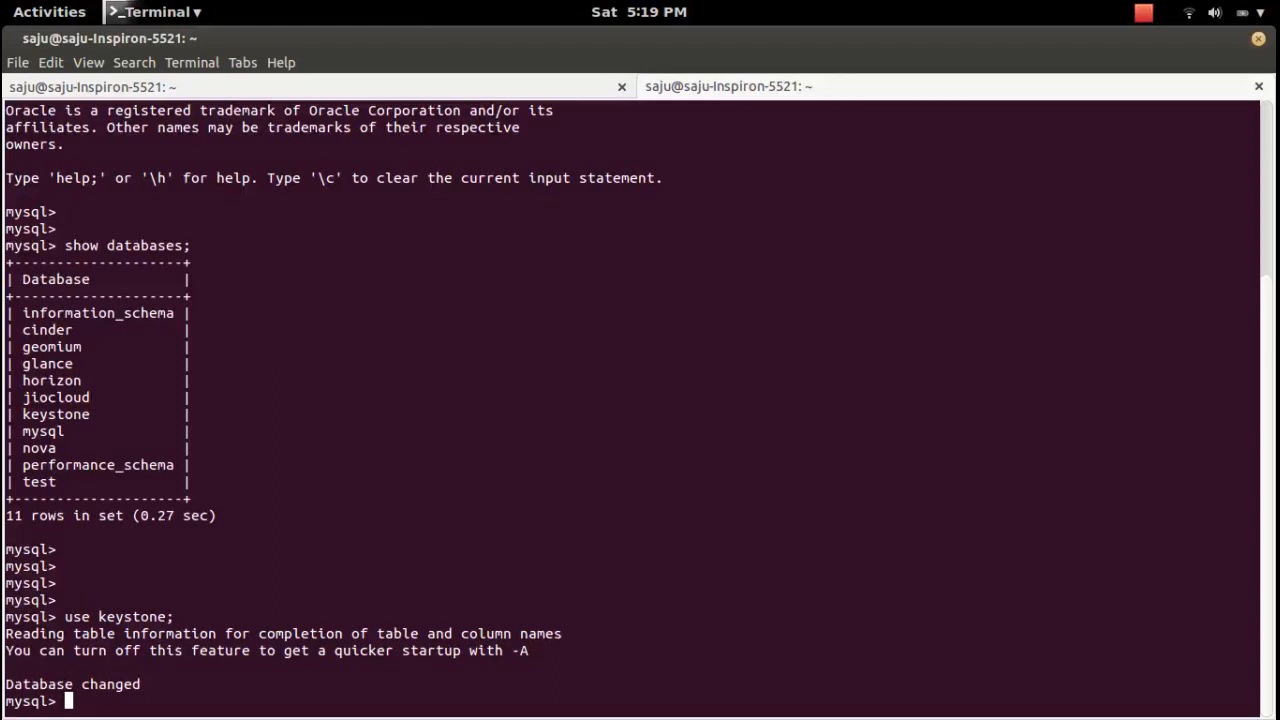 Activities >_Terminal ▾ Sat 5:19 PM
saju@saju-Inspiron-5521: ~
File Edit View Search Terminal Tabs Help
saju@saju-Inspiron-5521: ~ × saju@saju-Inspiron-5521: ~ ×
Oracle is a registered trademark of Oracle Corporation and/or its
affiliates. Other names may be trademarks of their respective
owners.
Type 'help;' or '\h' for help. Type '\c' to clear the current input statement.
mysql>
mysql>
mysql> show databases;
+--------------------+
| Database           |
+--------------------+
| information_schema |
| cinder             |
| geomium            |
| glance             |
| horizon            |
| jiocloud           |
| keystone           |
| mysql              |
| nova               |
| performance_schema |
| test               |
+--------------------+
11 rows in set (0.27 sec)
mysql>
mysql>
mysql>
mysql>
mysql> use keystone;
Reading table information for completion of table and column names
You can turn off this feature to get a quicker startup with -A
Database changed
mysql>